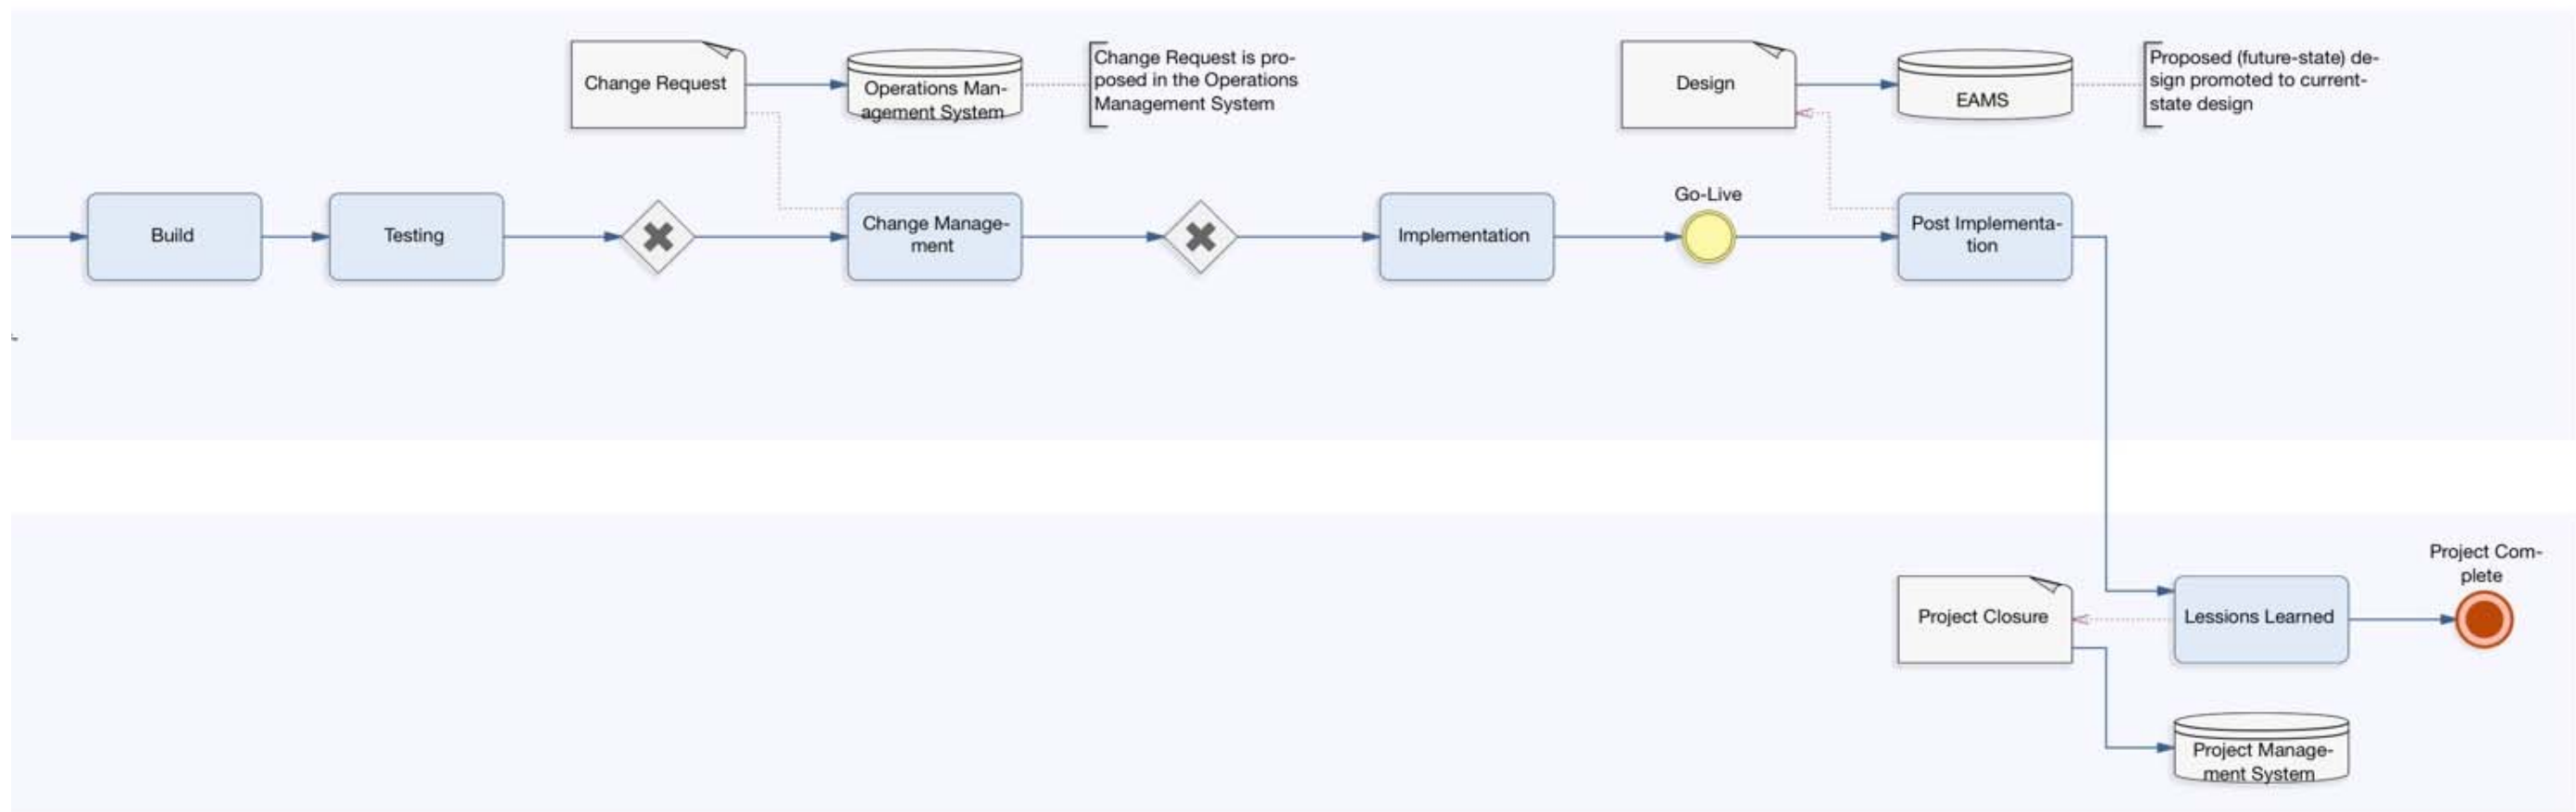 Change Request
Operations Man-
agement System
Change Request is pro-
posed in the Operations
Management System
Design
EAMS
Proposed (future-state) de-
sign promoted to current-
state design
Build
Testing
Change Manage-
ment
Implementation
Go-Live
Post Implementa-
tion
Project Closure
Lessions Learned
Project Com-
plete
Project Manage-
ment System